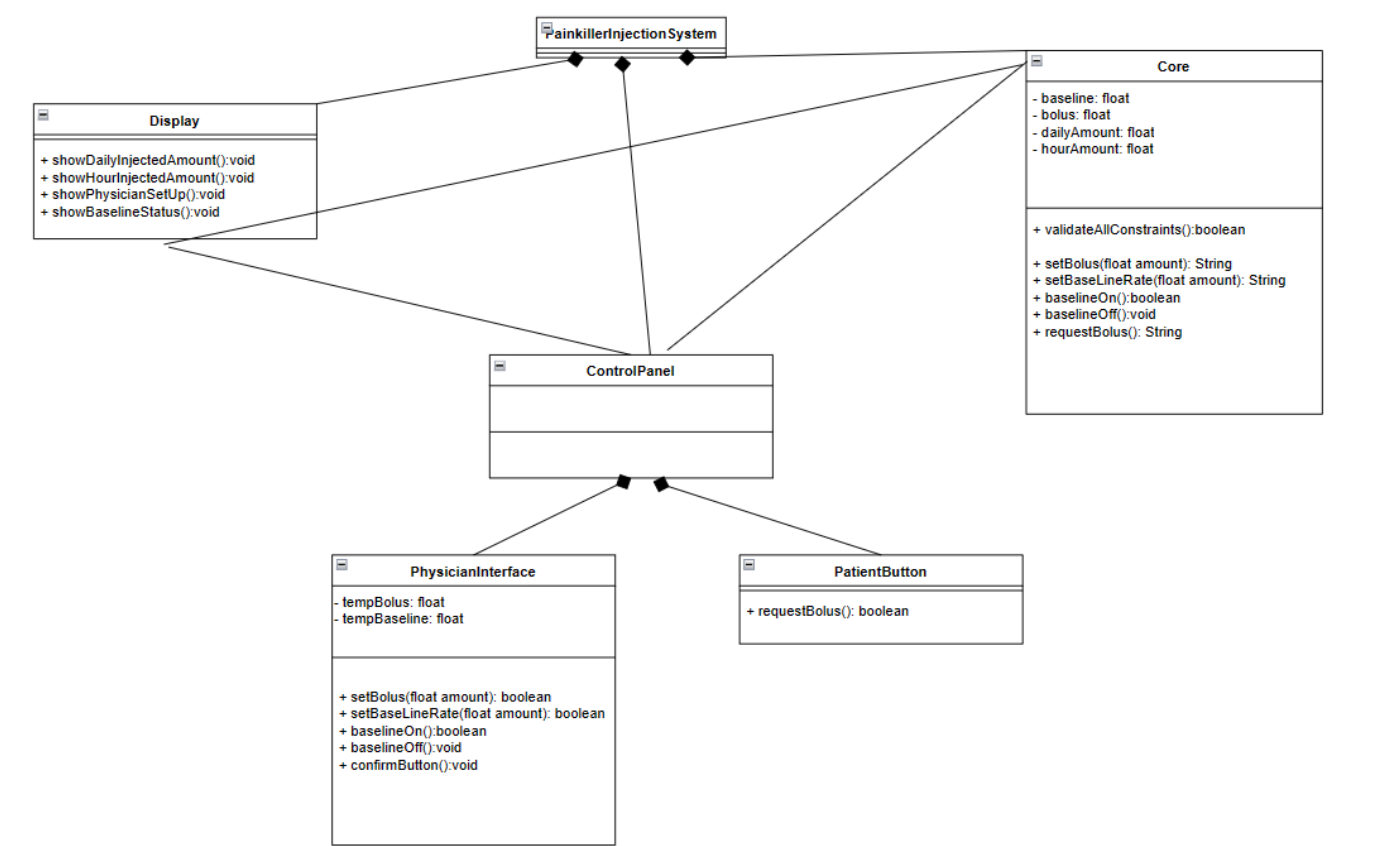 PainkillerInjectionSystem
Core
- baseline: float
- bolus: float
- dailyAmount: float
- hourAmount: float
+ validateAllConstraints():boolean
+ setBolus(float amount): String
+ setBaseLineRate(float amount): String
+ baselineOn():boolean
+ baselineOff():void
+ requestBolus(): String
Display
+ showDailyInjectedAmount():void
+ showHourInjectedAmount():void
+ showPhysicianSetUp():void
+ showBaselineStatus():void
ControlPanel
PhysicianInterface
- tempBolus: float
- tempBaseline: float
+ setBolus(float amount): boolean
+ setBaseLineRate(float amount): boolean
+ baselineOn():boolean
+ baselineOff():void
+ confirmButton():void
PatientButton
+ requestBolus(): boolean